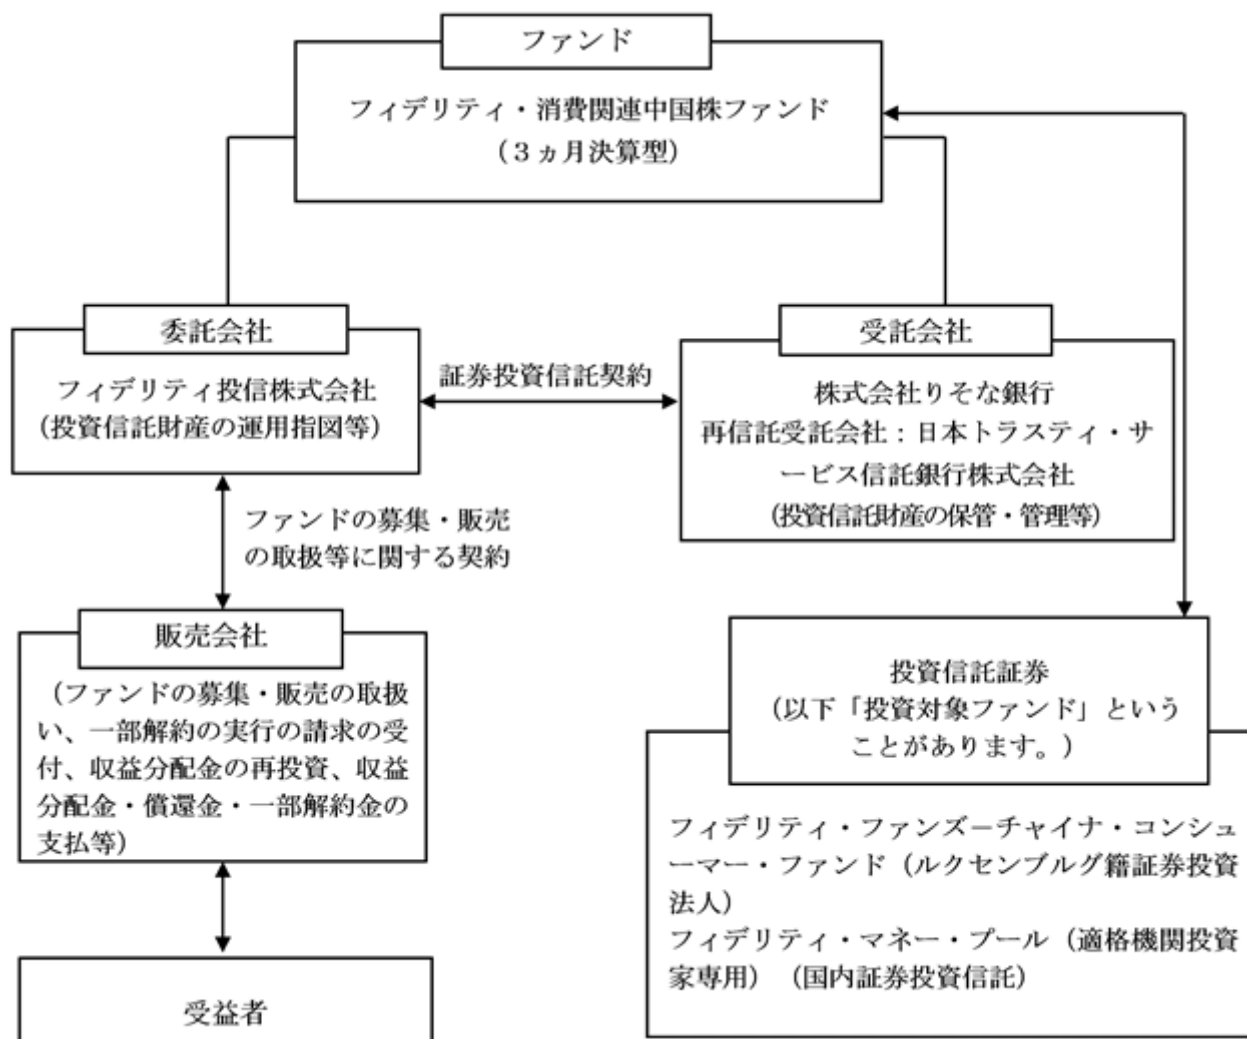 ファンド
フィデリティ・消費関連中国株ファンド
（３ヵ月決算型）
委託会社
フィデリティ投信株式会社
（投資信託財産の運用指図等）
証券投資信託契約
受託会社
株式会社りそな銀行
再信託受託会社：日本トラスティ・サ
ービス信託銀行株式会社
（投資信託財産の保管・管理等）
ファンドの募集・販売
の取扱等に関する契約
販売会社
（ファンドの募集・販売の取扱
い、一部解約の実行の請求の受
付、収益分配金の再投資、収益
分配金・償還金・一部解約金の
支払等）
受益者
投資信託証券
（以下「投資対象ファンド」という
ことがあります。）
フィデリティ・ファンズ－チャイナ・コンシュ
ーマー・ファンド（ルクセンブルグ籍証券投資
法人）
フィデリティ・マネー・プール（適格機関投資
家専用）（国内証券投資信託）